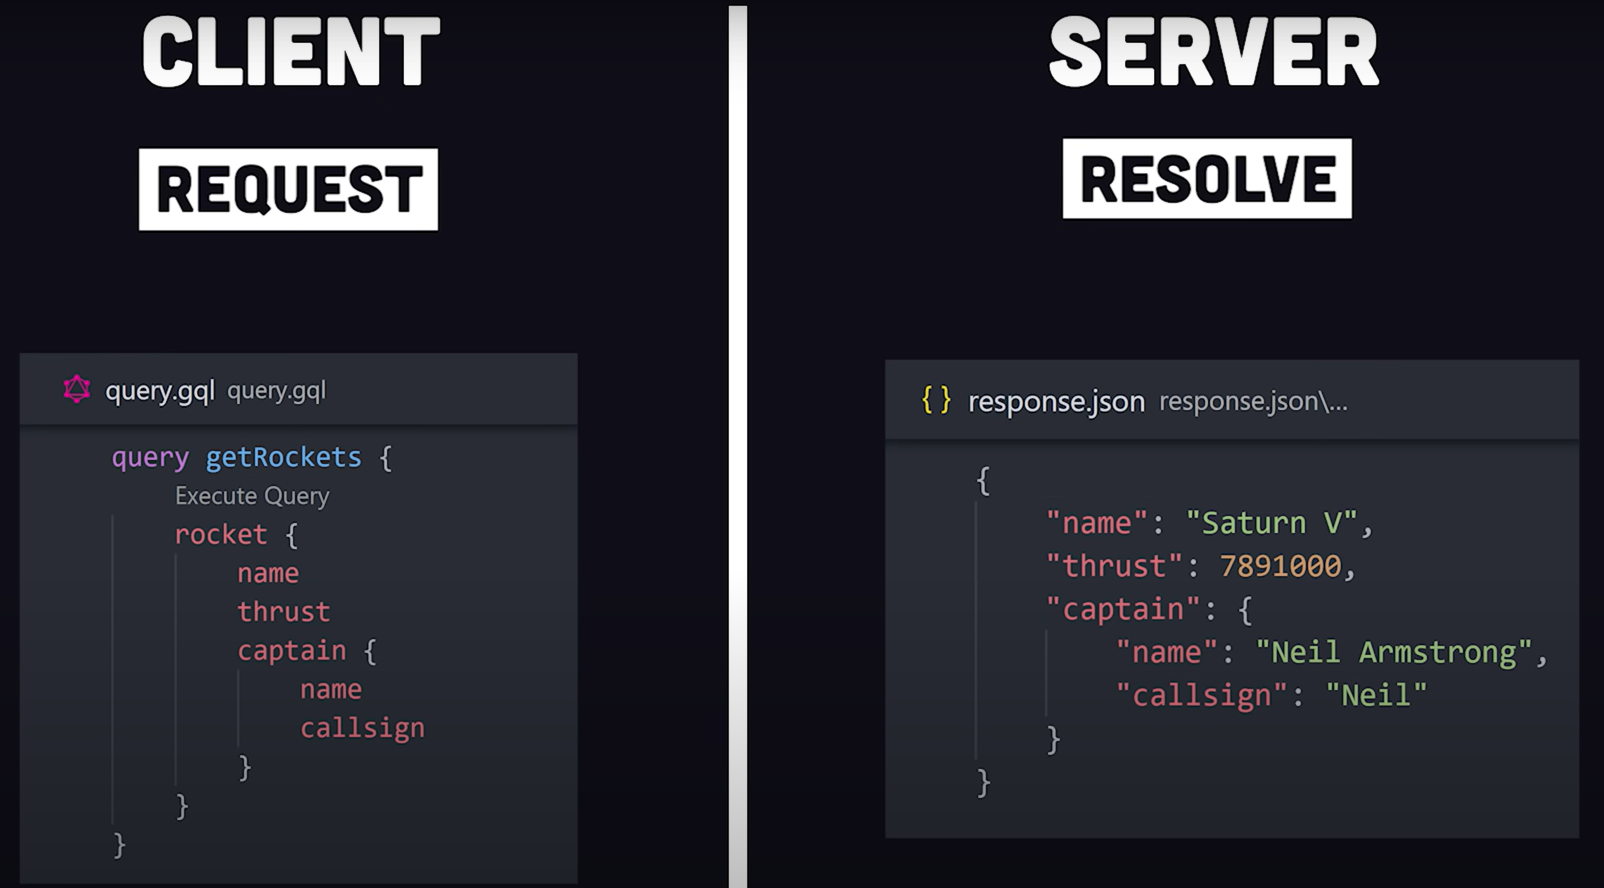 CLIENT
REQUEST
query.gql query.gql
query getRockets {
Execute Query
rocket {
name
thrust
captain {
name
callsign
}
}
}
SERVER
RESOLVE
{} response.json response.json\...
{
"name": "Saturn V",
"thrust": 7891000,
"captain": {
"name": "Neil Armstrong",
"callsign": "Neil"
}
}